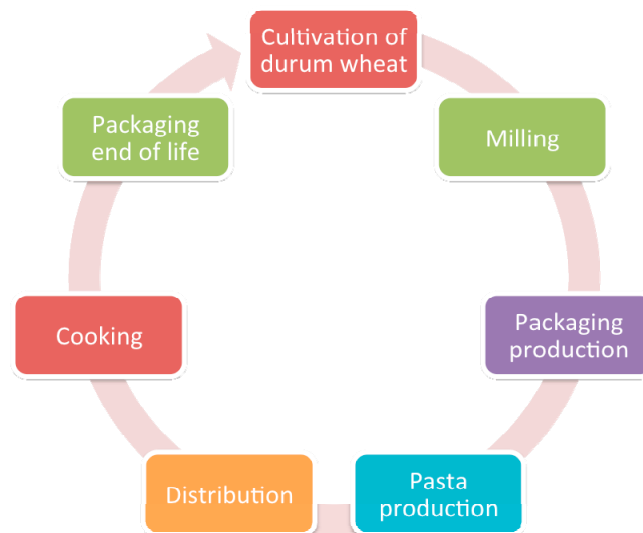 Cultivation of
durum wheat
Milling
Packaging
production
Pasta
production
Distribution
Cooking
Packaging
end of life